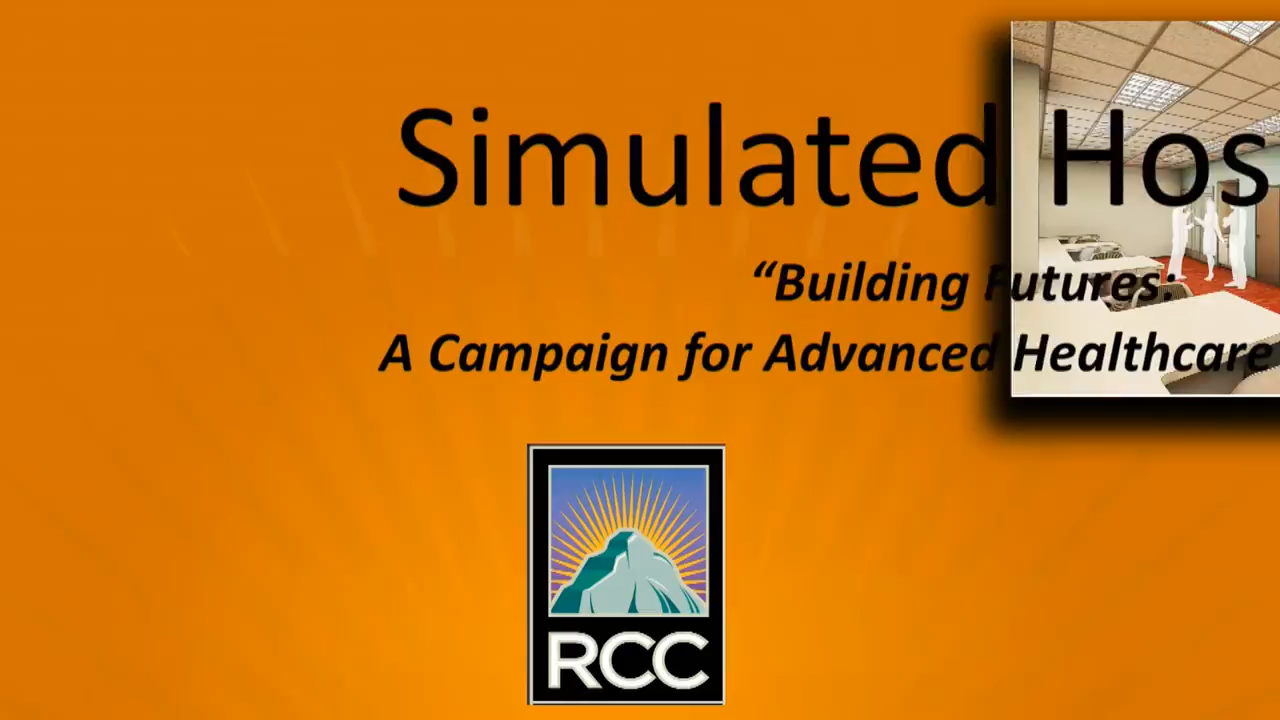 Simulated Hos
“Building Futures:
A Campaign for Advanced Healthcare
RCC